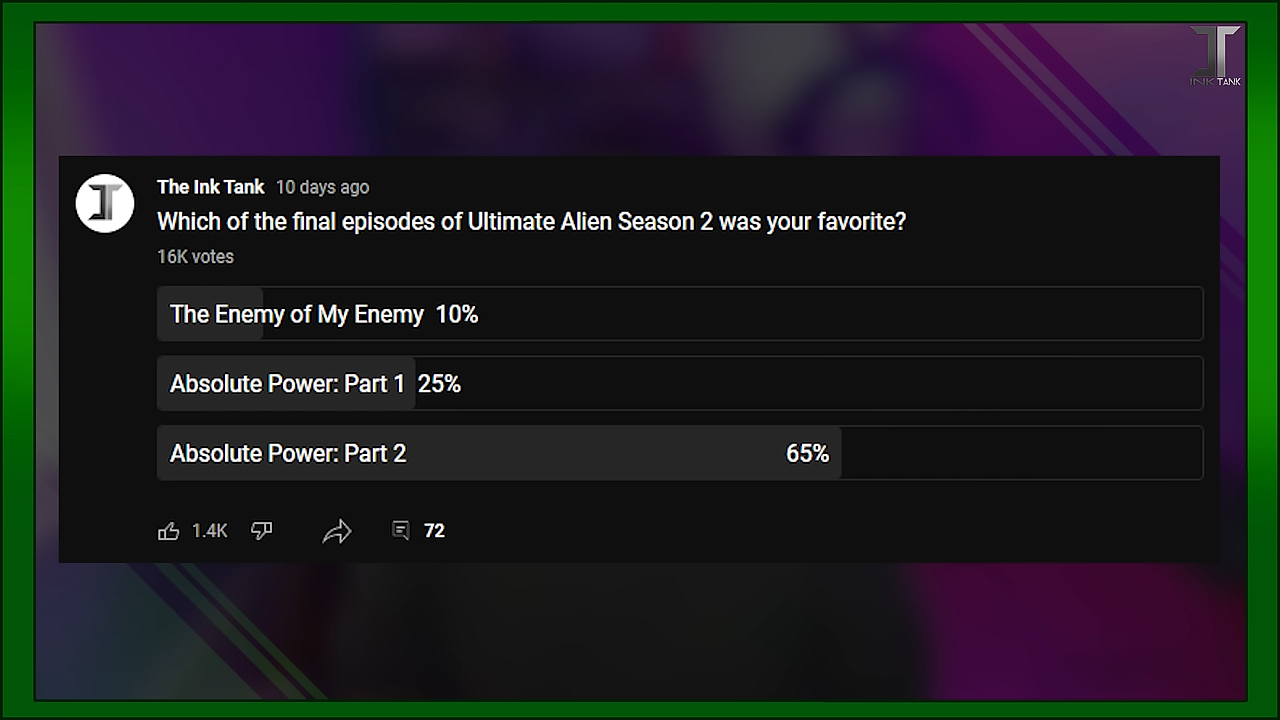 INK TANK
The Ink Tank 10 days ago
Which of the final episodes of Ultimate Alien Season 2 was your favorite?
16K votes
The Enemy of My Enemy 10%
Absolute Power: Part 1 25%
Absolute Power: Part 2 65%
1.4K 72